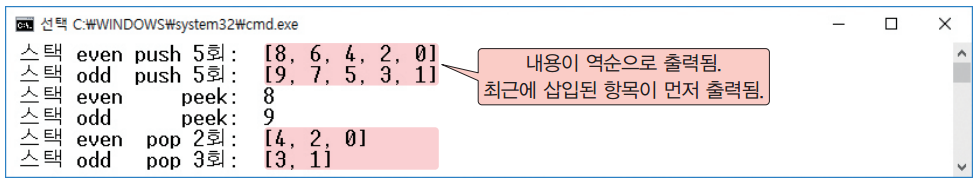 선택 C:₩WINDOWS₩system32₩cmd.exe
스택 even push 5회: [8, 6, 4, 2, 0]
스택 odd push 5회: [9, 7, 5, 3, 1]
스택 even peek: 8
스택 odd peek: 9
스택 even pop 2회: [4, 2, 0]
스택 odd pop 3회: [3, 1]
내용이 역순으로 출력됨.
최근에 삽입된 항목이 먼저 출력됨.